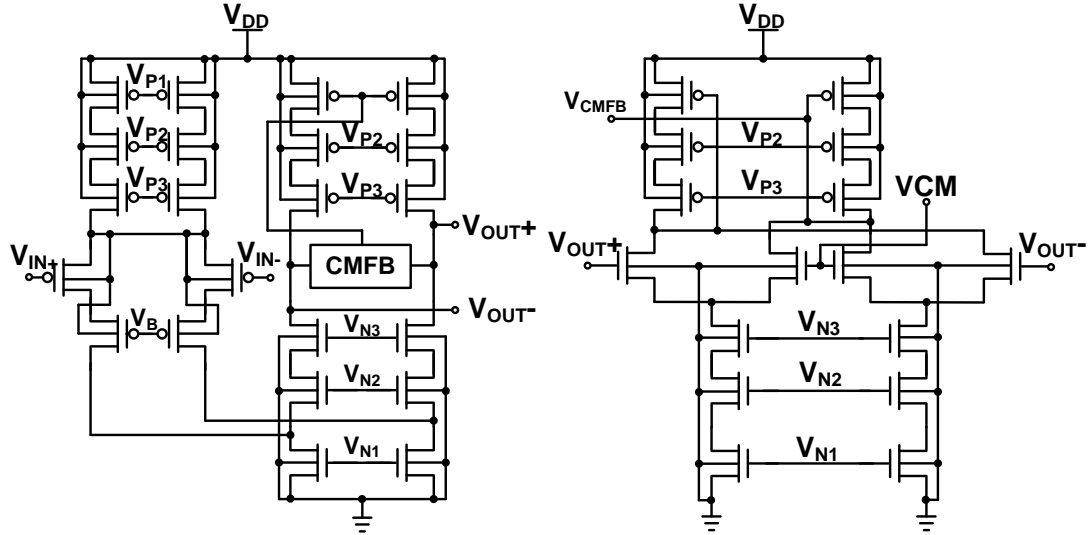 VDD
VP1
VP2
VP3
VIN+
VIN-
VB
VP2
VP3
VOUT+
CMFB
VOUT-
VN3
VN2
VN1
VDD
VCMFB
VP2
VP3
VCM
VOUT+
VOUT-
VN3
VN2
VN1